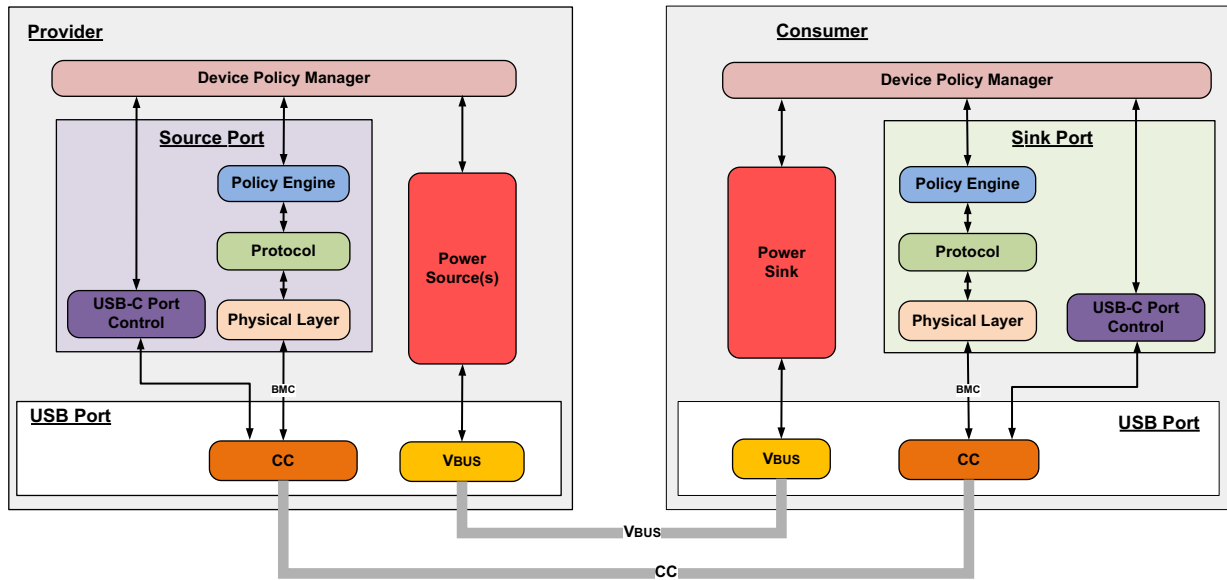 Provider
Device Policy Manager
Source Port
Policy Engine
Protocol
Physical Layer
USB-C Port
Control
Power
Source(s)
BMC
USB Port
CC
VBUS
Consumer
Device Policy Manager
Sink Port
Power
Sink
Policy Engine
Protocol
Physical Layer
USB-C Port
Control
BMC
USB Port
VBUS
CC
VBUS
CC